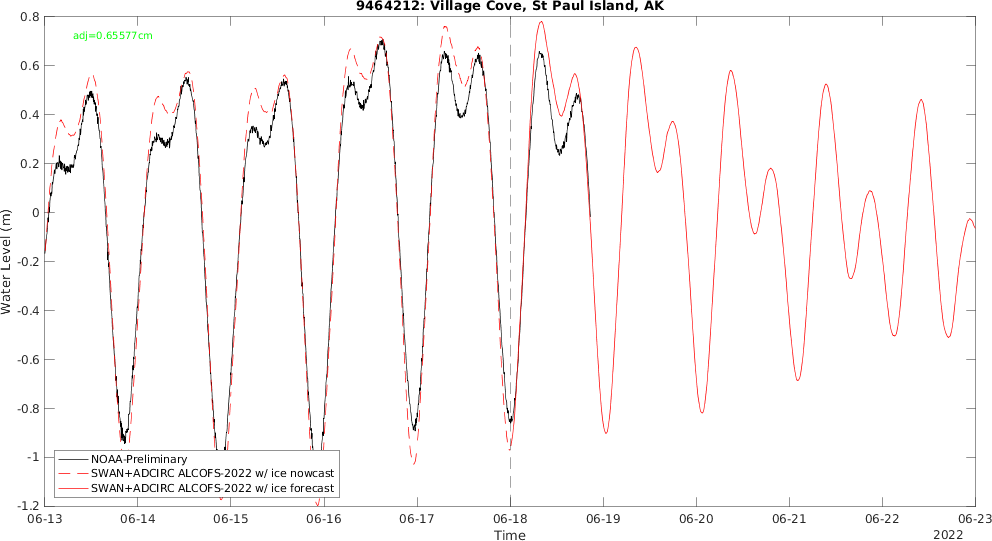 9464212: Village Cove, St Paul Island, AK
adj=0.65577cm
Water Level (m)
0.8
0.6
0.4
0.2
0
-0.2
-0.4
-0.6
-0.8
-1
-1.2
NOAA-Preliminary
SWAN+ADCIRC ALCOFS-2022 w/ ice nowcast
SWAN+ADCIRC ALCOFS-2022 w/ ice forecast
06-13 06-14 06-15 06-16 06-17 06-18 06-19 06-20 06-21 06-22 06-23
Time
2022